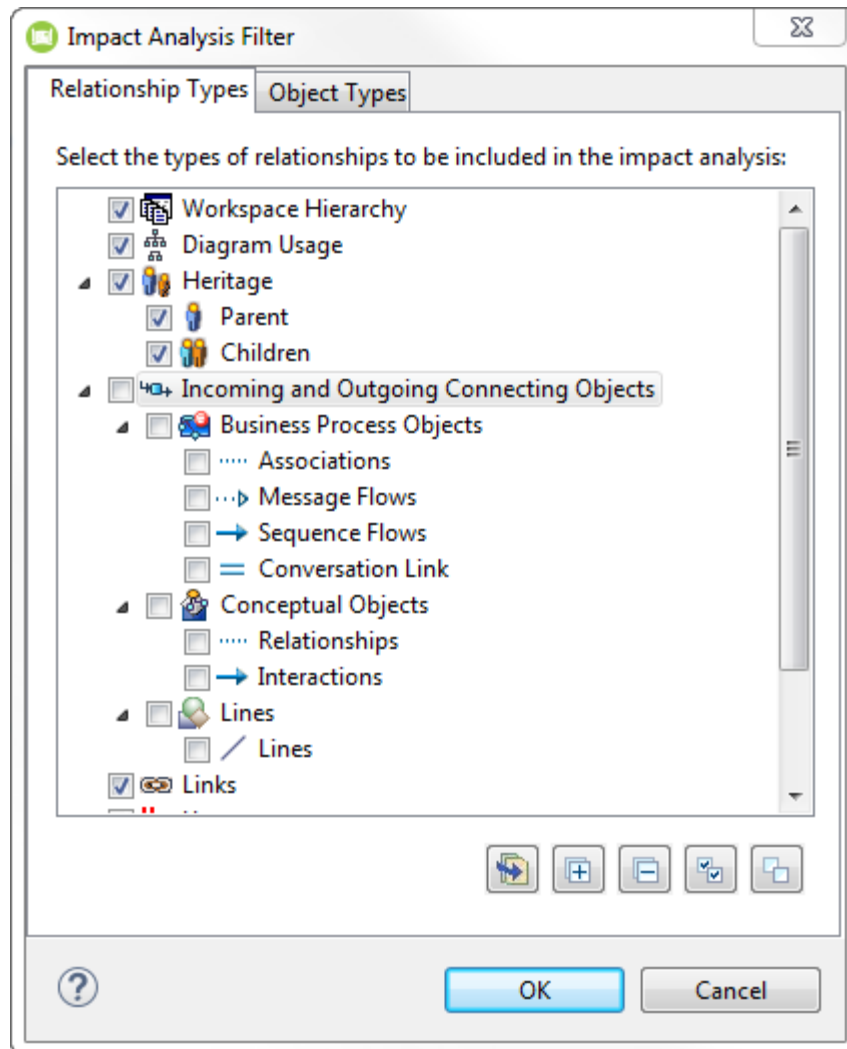 Impact Analysis Filter
Relationship Types Object Types
Select the types of relationships to be included in the impact analysis:
Workspace Hierarchy
Diagram Usage
Heritage
Parent
Children
Incoming and Outgoing Connecting Objects
Business Process Objects
Associations
Message Flows
Sequence Flows
Conversation Link
Conceptual Objects
Relationships
Interactions
Lines
Lines
Links
OK Cancel